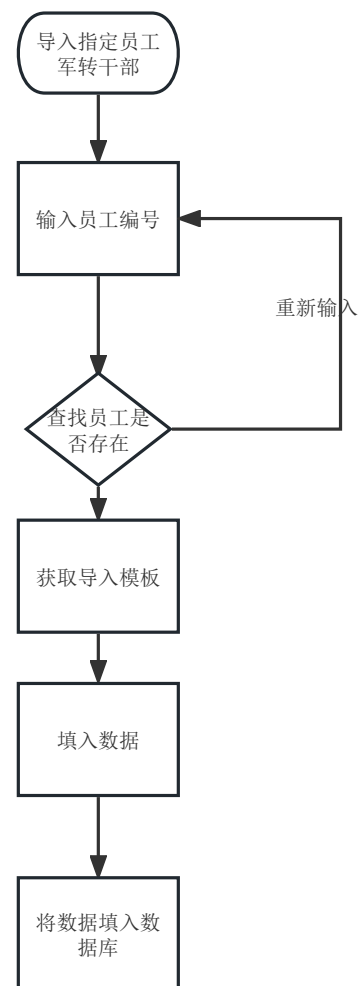 导入指定员工
军转干部
输入员工编号
重新输入
查找员工是
否存在
获取导入模板
填入数据
将数据填入数
据库